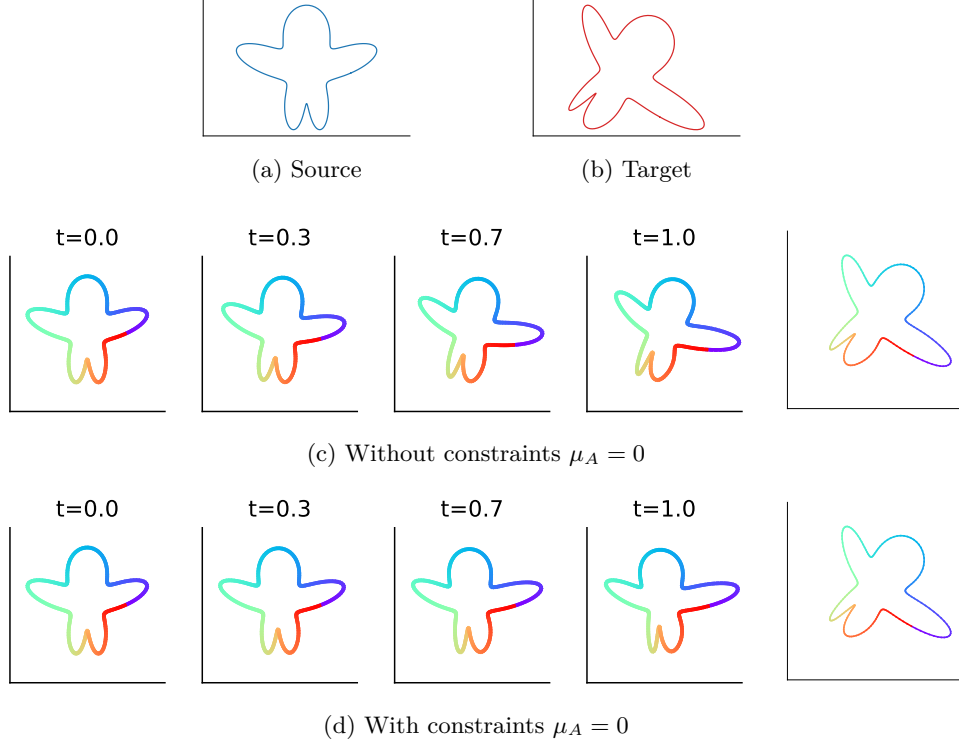 (a) Source
(b) Target
t=0.0
t=0.3
t=0.7
t=1.0
(c) Without constraints μ_A = 0
t=0.0
t=0.3
t=0.7
t=1.0
(d) With constraints μ_A = 0